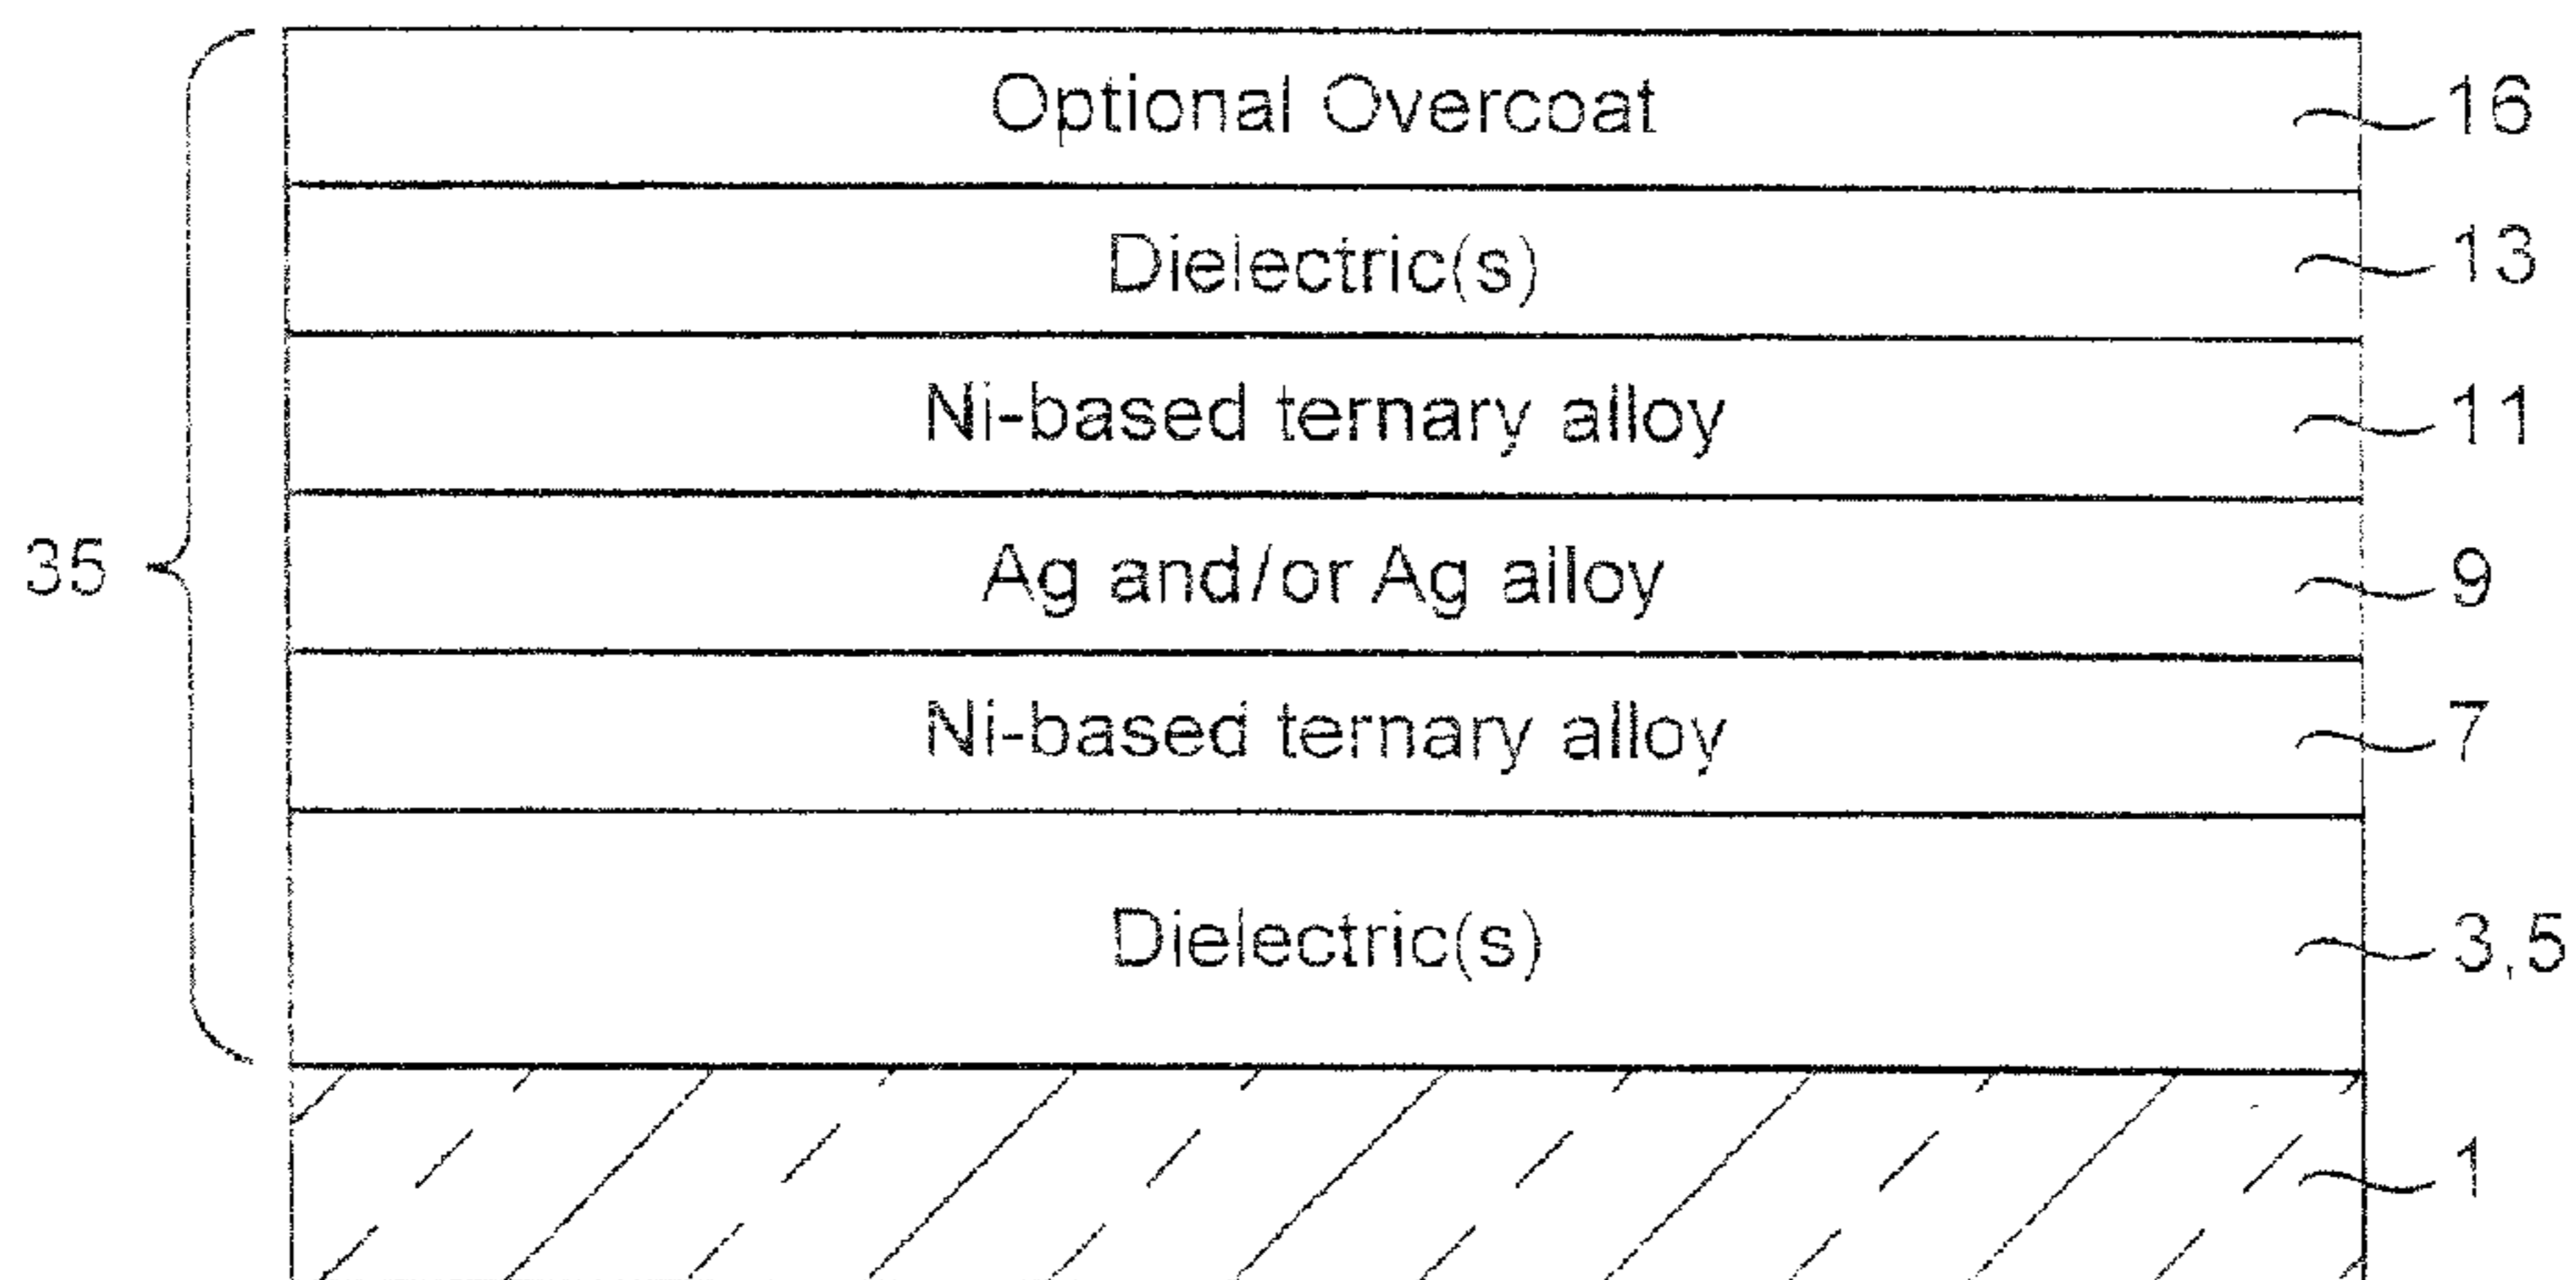 Optional Overcoat 16
Dielectric(s) 13
Ni-based ternary alloy 11
35 Ag and/or Ag alloy 9
Ni-based ternary alloy 7
Dielectric(s) 3,5
1